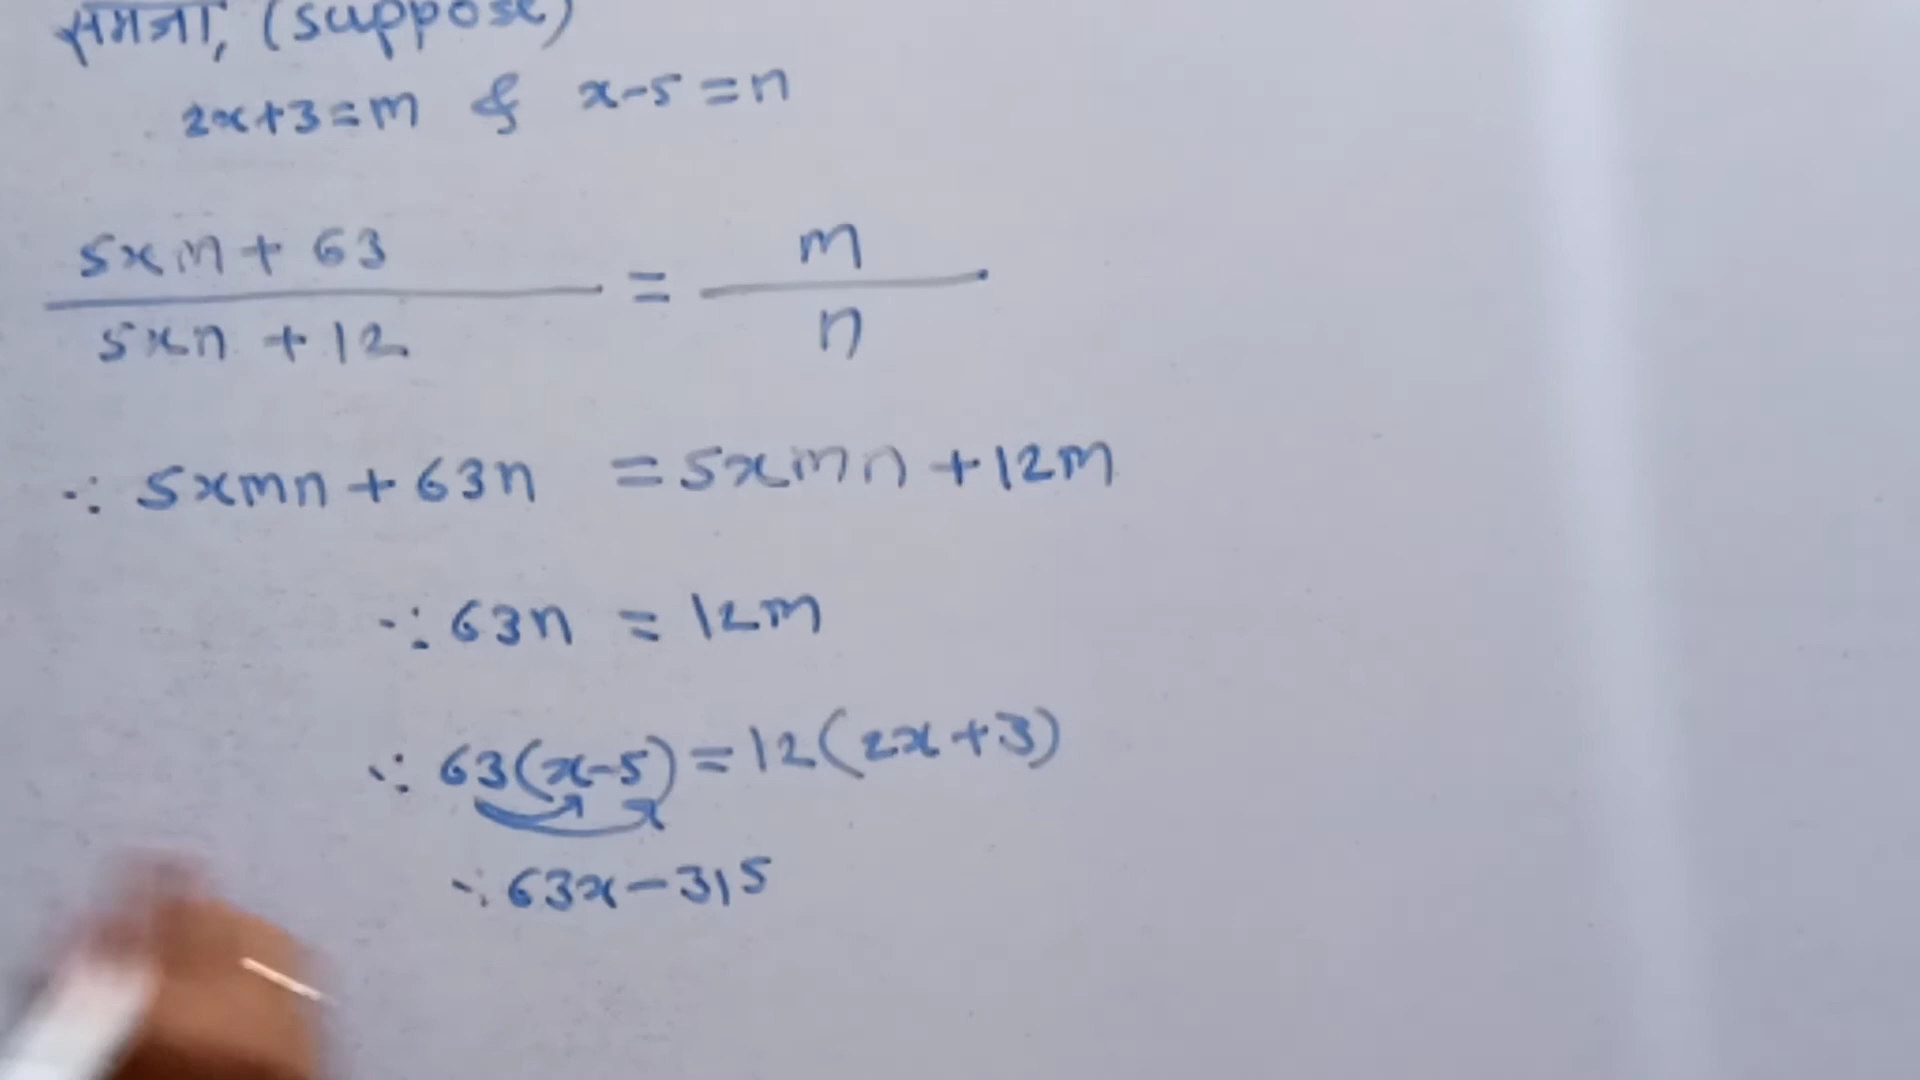 समजा, (suppose)
2x+3=m & x-5=n
5xm+63 / 5xn+12 = m / n
∴ 5xmn+63n =5xmn+12m
∴ 63n = 12m
∴ 63(x-5)=12(2x+3)
∴ 63x-315